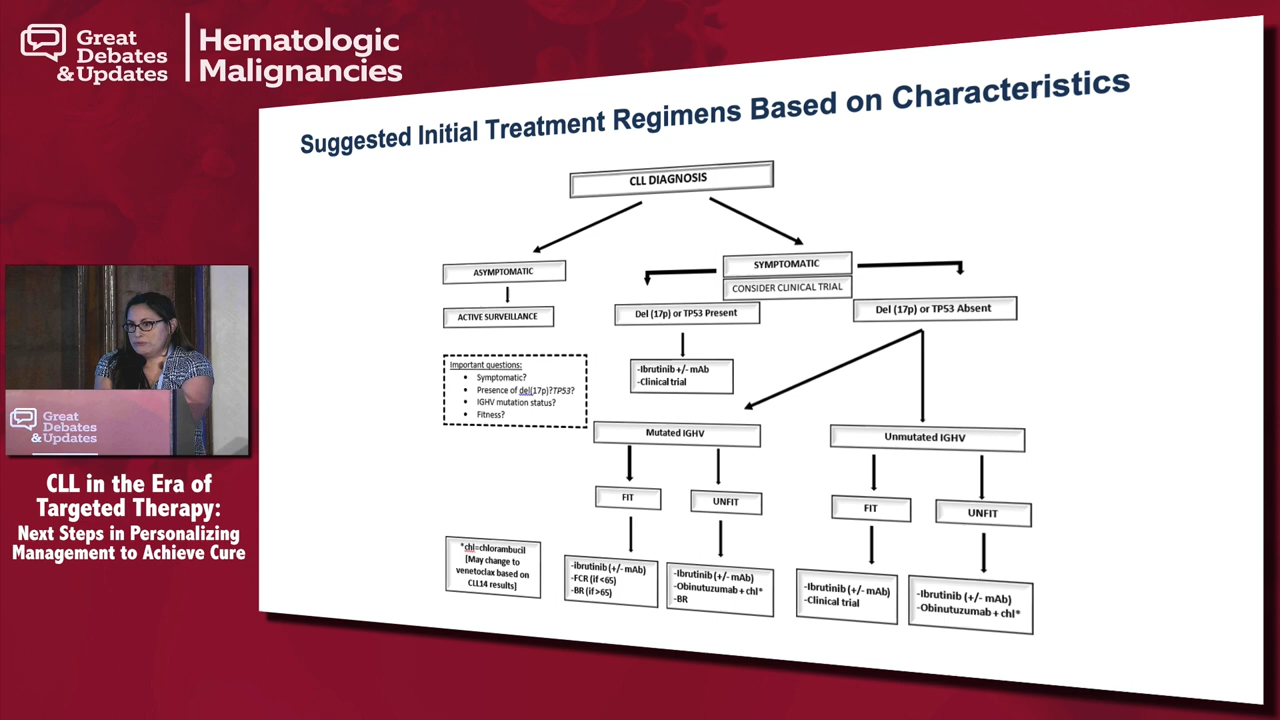 Great
Debates
& Updates
Hematologic
Malignancies
Suggested Initial Treatment Regimens Based on Characteristics
CLL DIAGNOSIS
ASYMPTOMATIC
ACTIVE SURVEILLANCE
SYMPTOMATIC
CONSIDER CLINICAL TRIAL
Del (17p) or TP53 Present
Del (17p) or TP53 Absent
-Ibrutinib +/- mAb
-Clinical trial
Important questions:
• Symptomatic?
• Presence of del(17p)?TP53?
• IGHV mutation status?
• Fitness?
Mutated IGHV
Unmutated IGHV
FIT
UNFIT
FIT
UNFIT
*chl=chlorambucil
[May change to
venetoclax based on
CLL14 results]
-ibrutinib (+/- mAb)
-FCR (if <65)
-BR (if >65)
-Ibrutinib (+/- mAb)
-Obinutuzumab + chl*
-BR
-Ibrutinib (+/- mAb)
-Clinical trial
-Ibrutinib (+/- mAb)
-Obinutuzumab + chl*
Great
Debates
& Updates
CLL in the Era of
Targeted Therapy:
Next Steps in Personalizing
Management to Achieve Cure